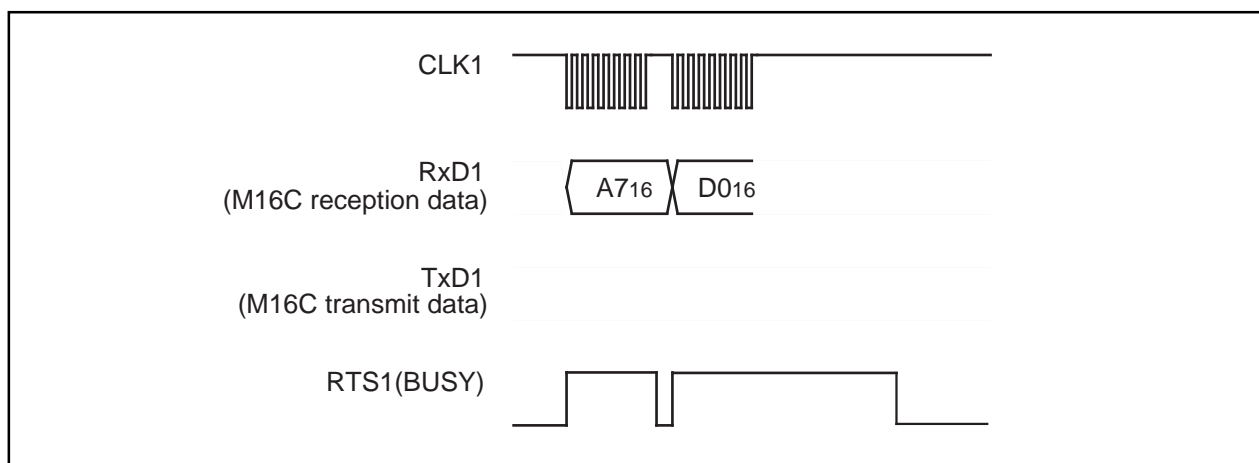 CLK1
RxD1
(M16C reception data)
A716
D016
TxD1
(M16C transmit data)
RTS1(BUSY)